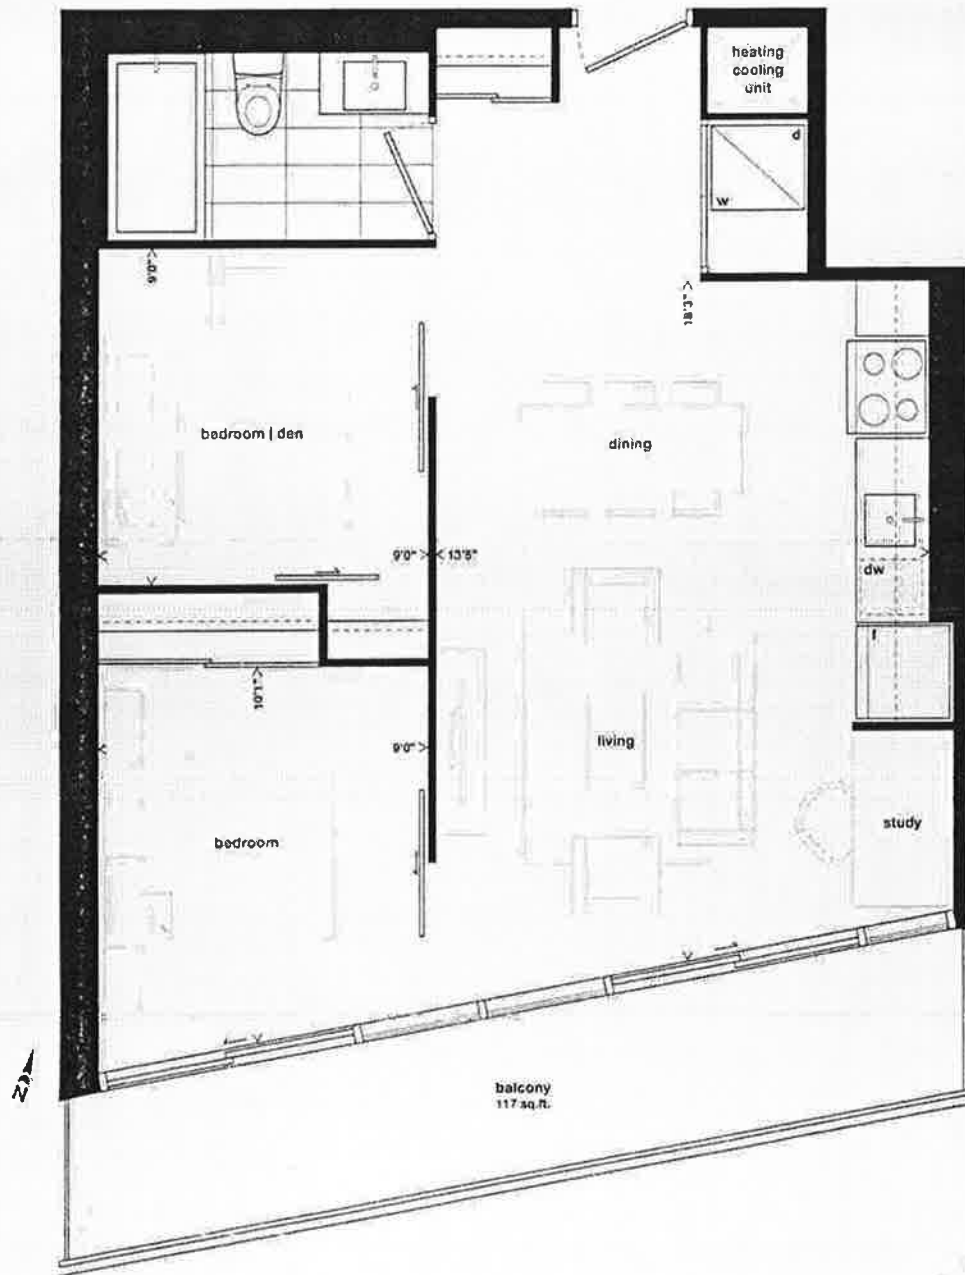 heating
cooling
unit
d
w
9'0"
18'3"
bedroom | den
dining
9'0"
13'5"
dw
f
10'1"
living
9'0"
study
bedroom
N
balcony
117 sq.ft.